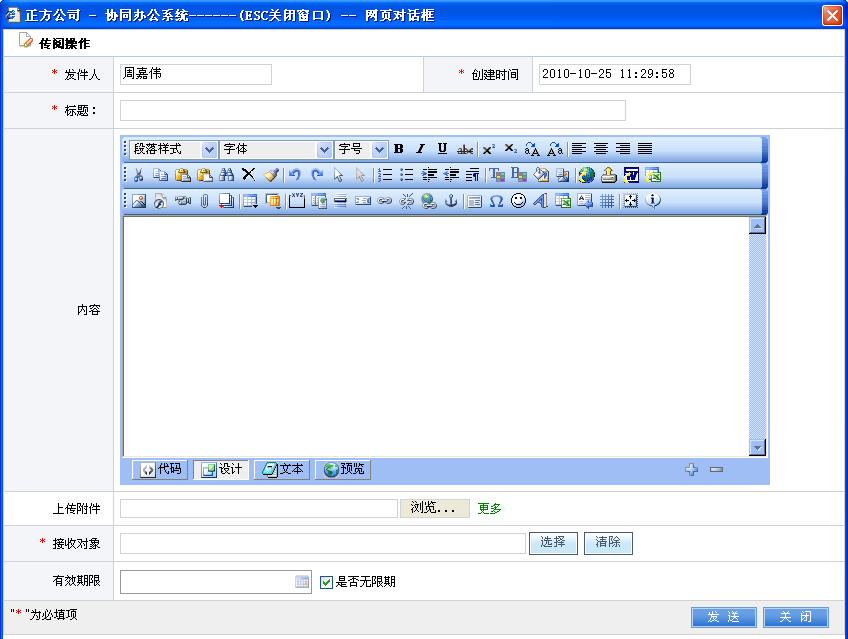 正方公司 - 协同办公系统------(ESC关闭窗口) -- 网页对话框
传阅操作
* 发件人 周嘉伟 * 创建时间 2010-10-25 11:29:58
* 标题：
段落样式 字体 字号 B I U abc x² x₂
内容
代码 设计 文本 预览
上传附件 浏览... 更多
* 接收对象 选择 清除
有效期限 是否无限期
"*"为必填项 发 送 关 闭